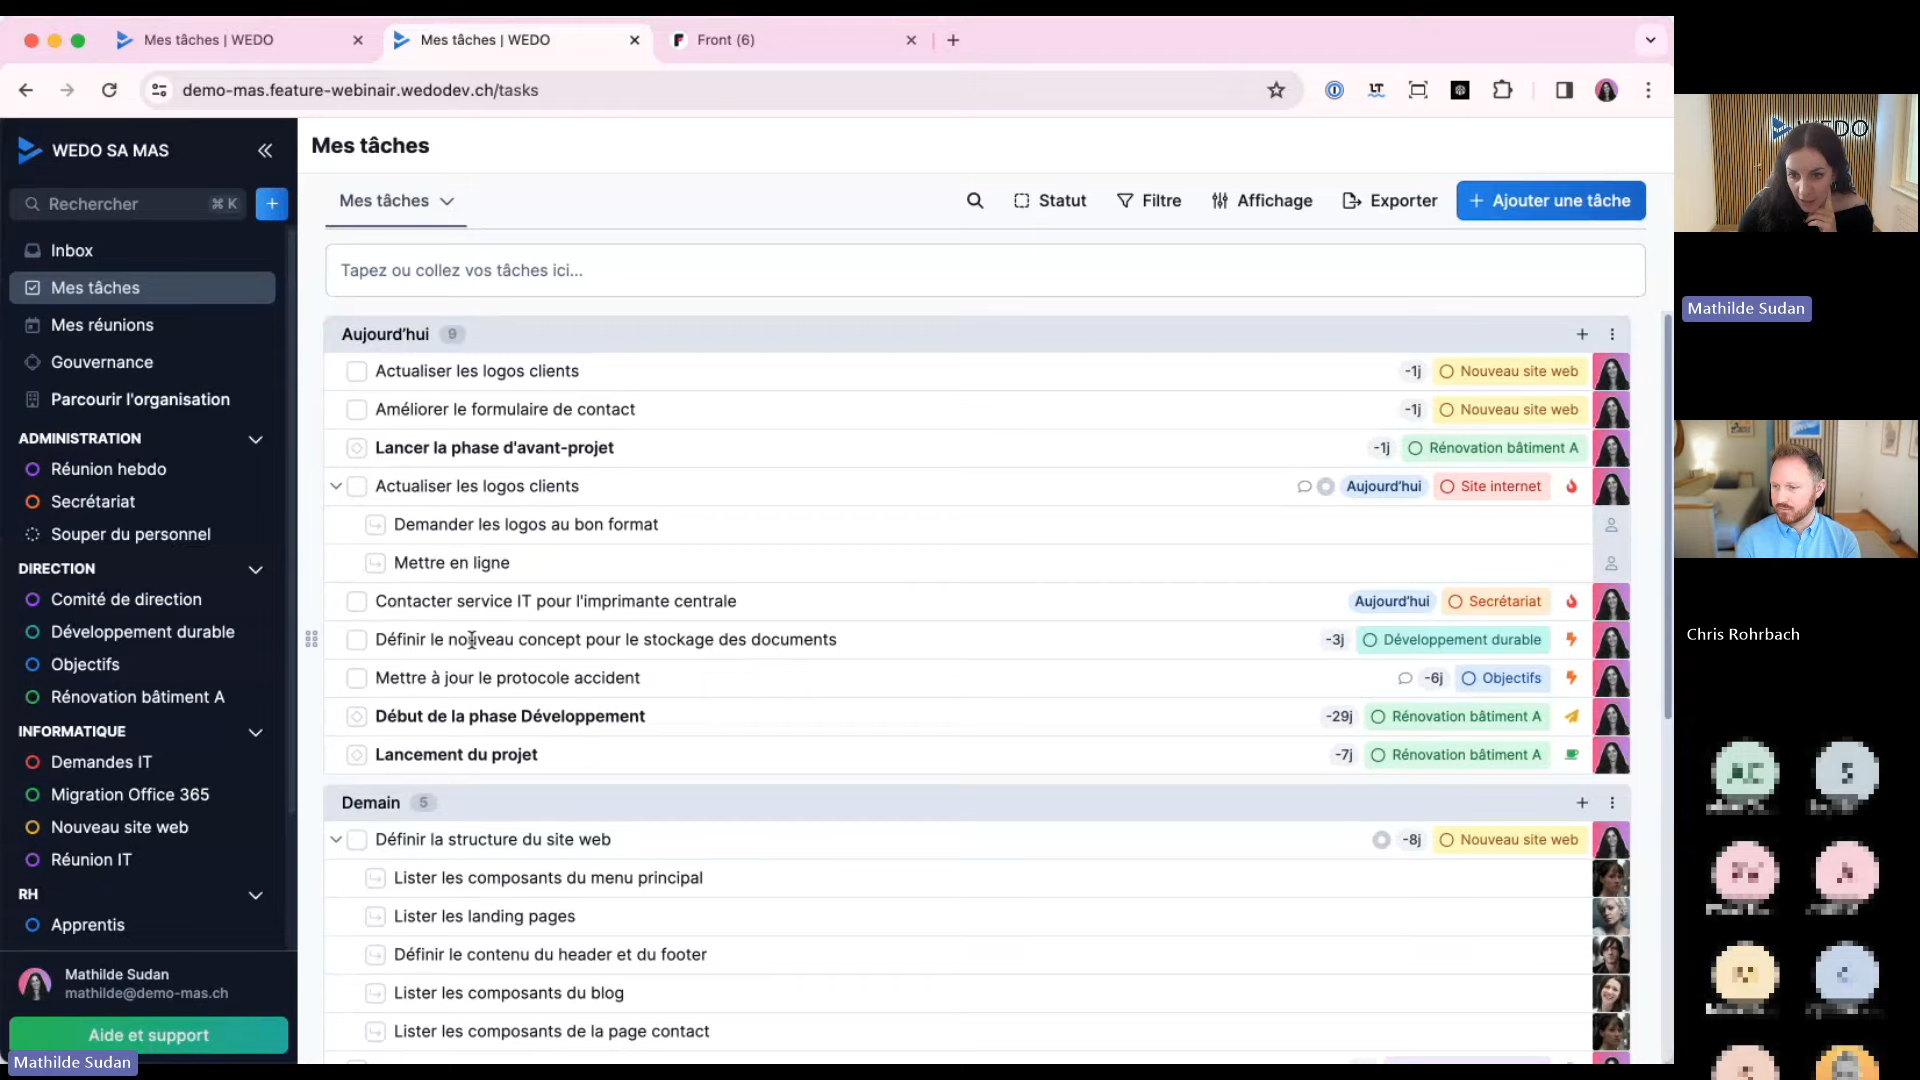 Mes tâches | WEDO
Mes tâches | WEDO
Front (6)
demo-mas.feature-webinair.wedodev.ch/tasks
LT
WEDO SA MAS
Rechercher ⌘ K
+
Inbox
Mes tâches
Mes réunions
Gouvernance
Parcourir l'organisation
ADMINISTRATION
Réunion hebdo
Secrétariat
Souper du personnel
DIRECTION
Comité de direction
Développement durable
Objectifs
Rénovation bâtiment A
INFORMATIQUE
Demandes IT
Migration Office 365
Nouveau site web
Réunion IT
RH
Apprentis
Mathilde Sudan
mathilde@demo-mas.ch
Aide et support
Mathilde Sudan
Mes tâches
Mes tâches
Statut
Filtre
Affichage
Exporter
+ Ajouter une tâche
Tapez ou collez vos tâches ici...
Aujourd’hui 9
Actualiser les logos clients -1j Nouveau site web
Améliorer le formulaire de contact -1j Nouveau site web
Lancer la phase d'avant-projet -1j Rénovation bâtiment A
Actualiser les logos clients Aujourd’hui Site internet
Demander les logos au bon format
Mettre en ligne
Contacter service IT pour l'imprimante centrale Aujourd’hui Secrétariat
Définir le nouveau concept pour le stockage des documents -3j Développement durable
Mettre à jour le protocole accident -6j Objectifs
Début de la phase Développement -29j Rénovation bâtiment A
Lancement du projet -7j Rénovation bâtiment A
Demain 5
Définir la structure du site web -8j Nouveau site web
Lister les composants du menu principal
Lister les landing pages
Définir le contenu du header et du footer
Lister les composants du blog
Lister les composants de la page contact
WEDO
Mathilde Sudan
Chris Rohrbach